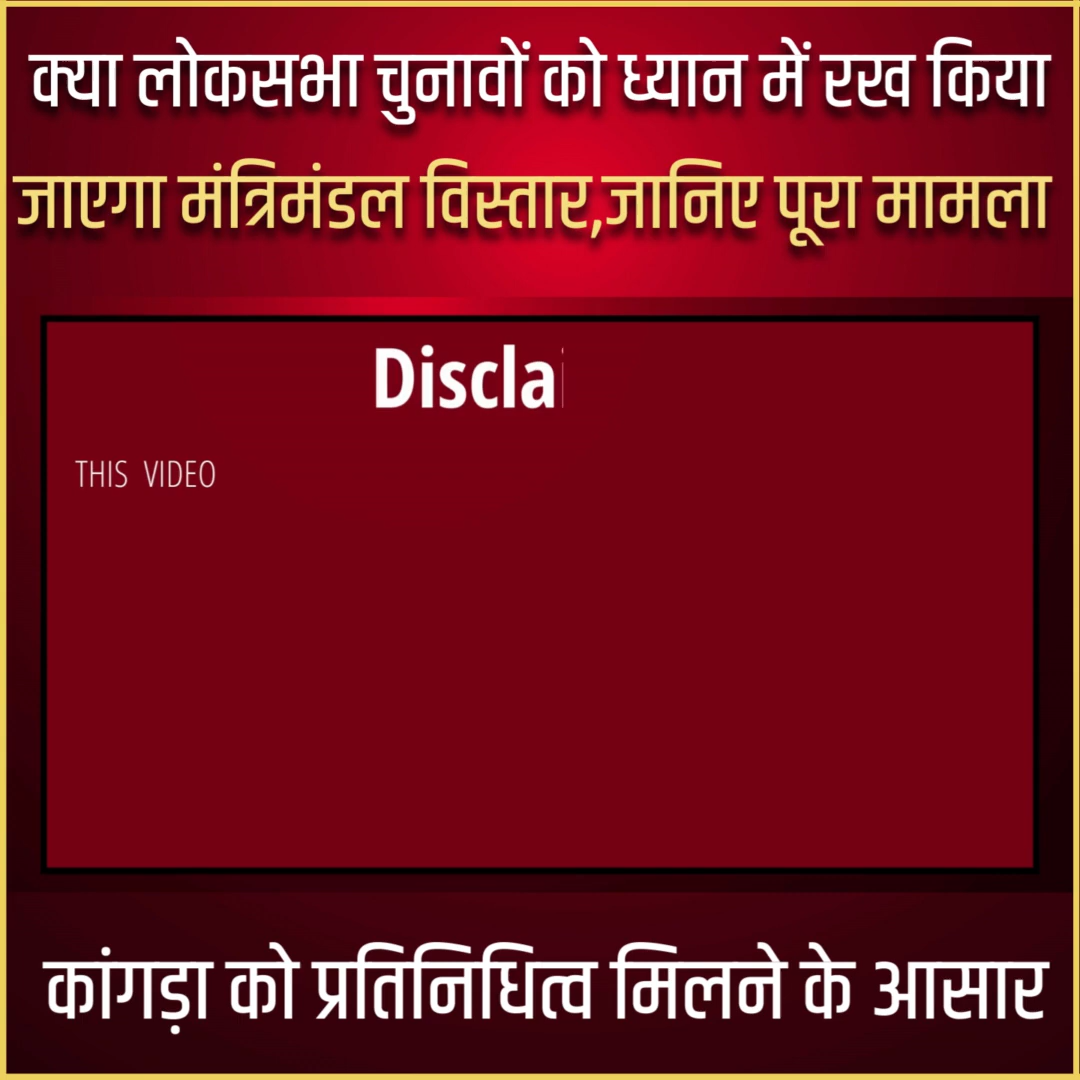 क्या लोकसभा चुनावों को ध्यान में रख किया
जाएगा मंत्रिमंडल विस्तार,जानिए पूरा मामला
Discla
THIS VIDEO
कांगड़ा को प्रतिनिधित्व मिलने के आसार